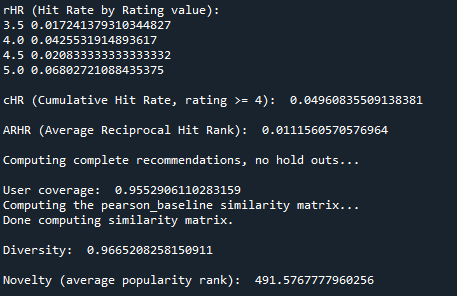 rHR (Hit Rate by Rating value):
3.5 0.017241379310344827
4.0 0.0425531914893617
4.5 0.020833333333333332
5.0 0.06802721088435375
cHR (Cumulative Hit Rate, rating >= 4):  0.04960835509138381
ARHR (Average Reciprocal Hit Rank):  0.0111560570576964
Computing complete recommendations, no hold outs...
User coverage:  0.9552906110283159
Computing the pearson_baseline similarity matrix...
Done computing similarity matrix.
Diversity:  0.9665208258150911
Novelty (average popularity rank):  491.5767777960256